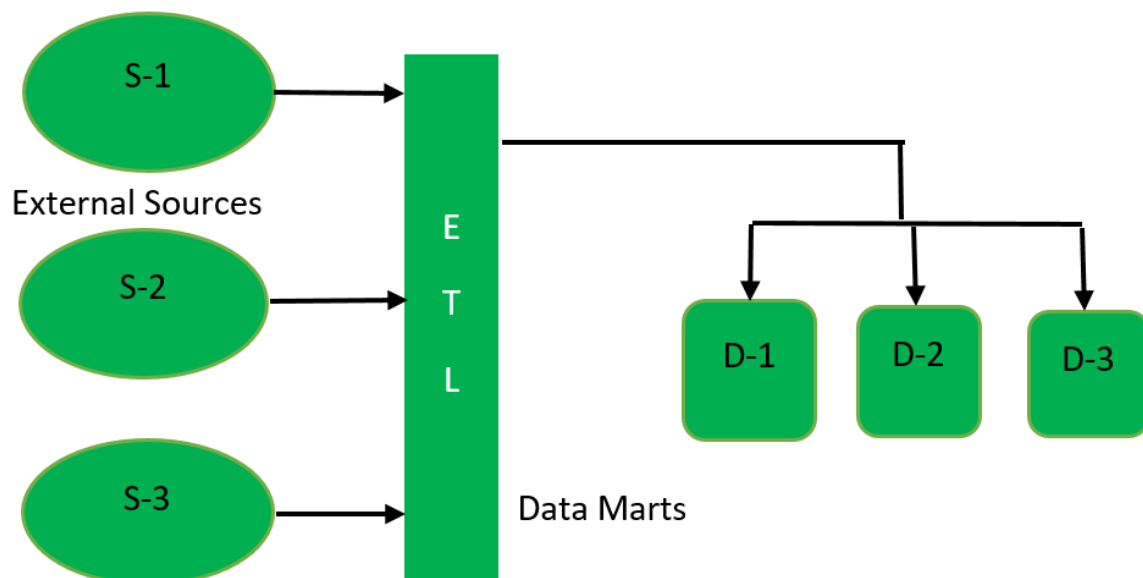 S-1
External Sources
S-2
S-3
E
T
L
D-1
D-2
D-3
Data Marts